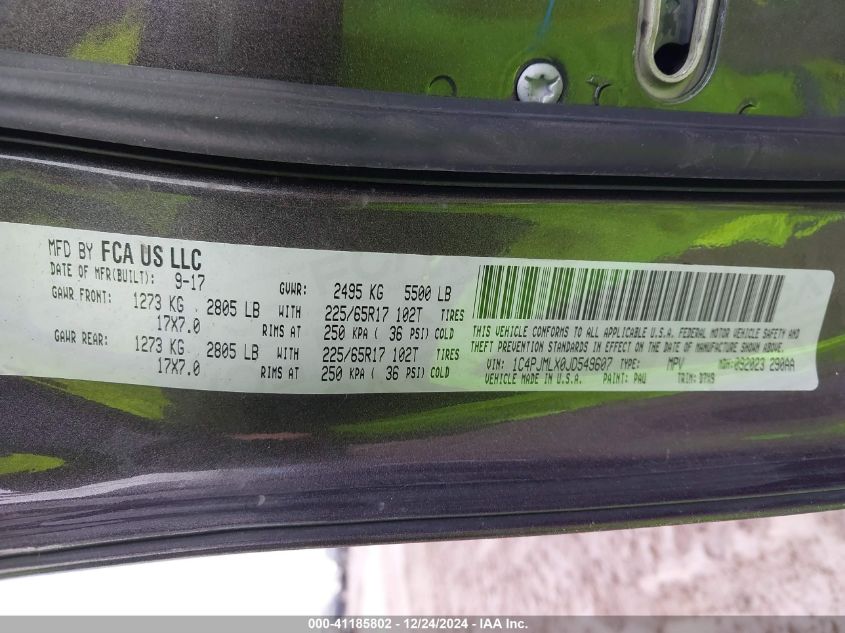 MFD BY FCA US LLC
DATE OF MFR(BUILT): 9-17 GVWR: 2495 KG 5500 LB
GAWR FRONT: 1273 KG 2805 LB WITH 225/65R17 102T TIRES
17X7.0 RIMS AT 250 KPA ( 36 PSI) COLD
GAWR REAR: 1273 KG 2805 LB WITH 225/65R17 102T TIRES
17X7.0 RIMS AT 250 KPA ( 36 PSI) COLD
THIS VEHICLE CONFORMS TO ALL APPLICABLE U.S.A. FEDERAL MOTOR VEHICLE SAFETY AND
THEFT PREVENTION STANDARDS IN EFFECT ON THE DATE OF MANUFACTURE SHOWN ABOVE.
VIN: 1C4PJMLX0JD549607 TYPE: MPV MDH:092023 290AA
VEHICLE MADE IN U.S.A. PAINT: PAU TRIM:
000-41185802 - 12/24/2024 - IAA Inc.